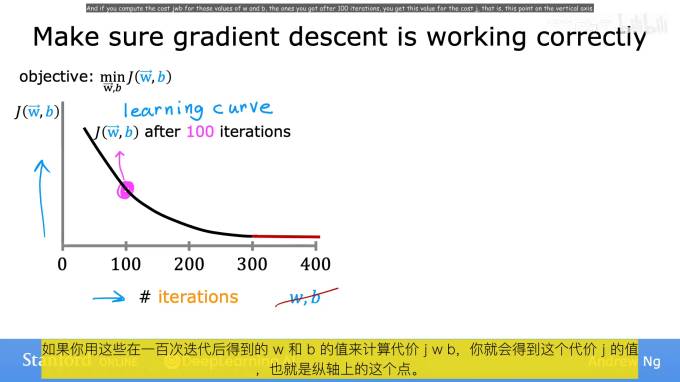 And if you compute the cost jwb for those values of w and b, the ones you got after 100 iterations, you get this value for the cost j, that is, this point on the vertical axis
Make sure gradient descent is working correctly
objective: min J(w⃗, b)
w⃗,b
J(w⃗, b)
learning curve
J(w⃗, b) after 100 iterations
0 100 200 300 400
# iterations
w, b
如果你用这些在一百次迭代后得到的 w 和 b 的值来计算代价 j w b，你就会得到这个代价 j 的值
，也就是纵轴上的这个点。
Stanford ONLINE DeepLearning Andrew Ng